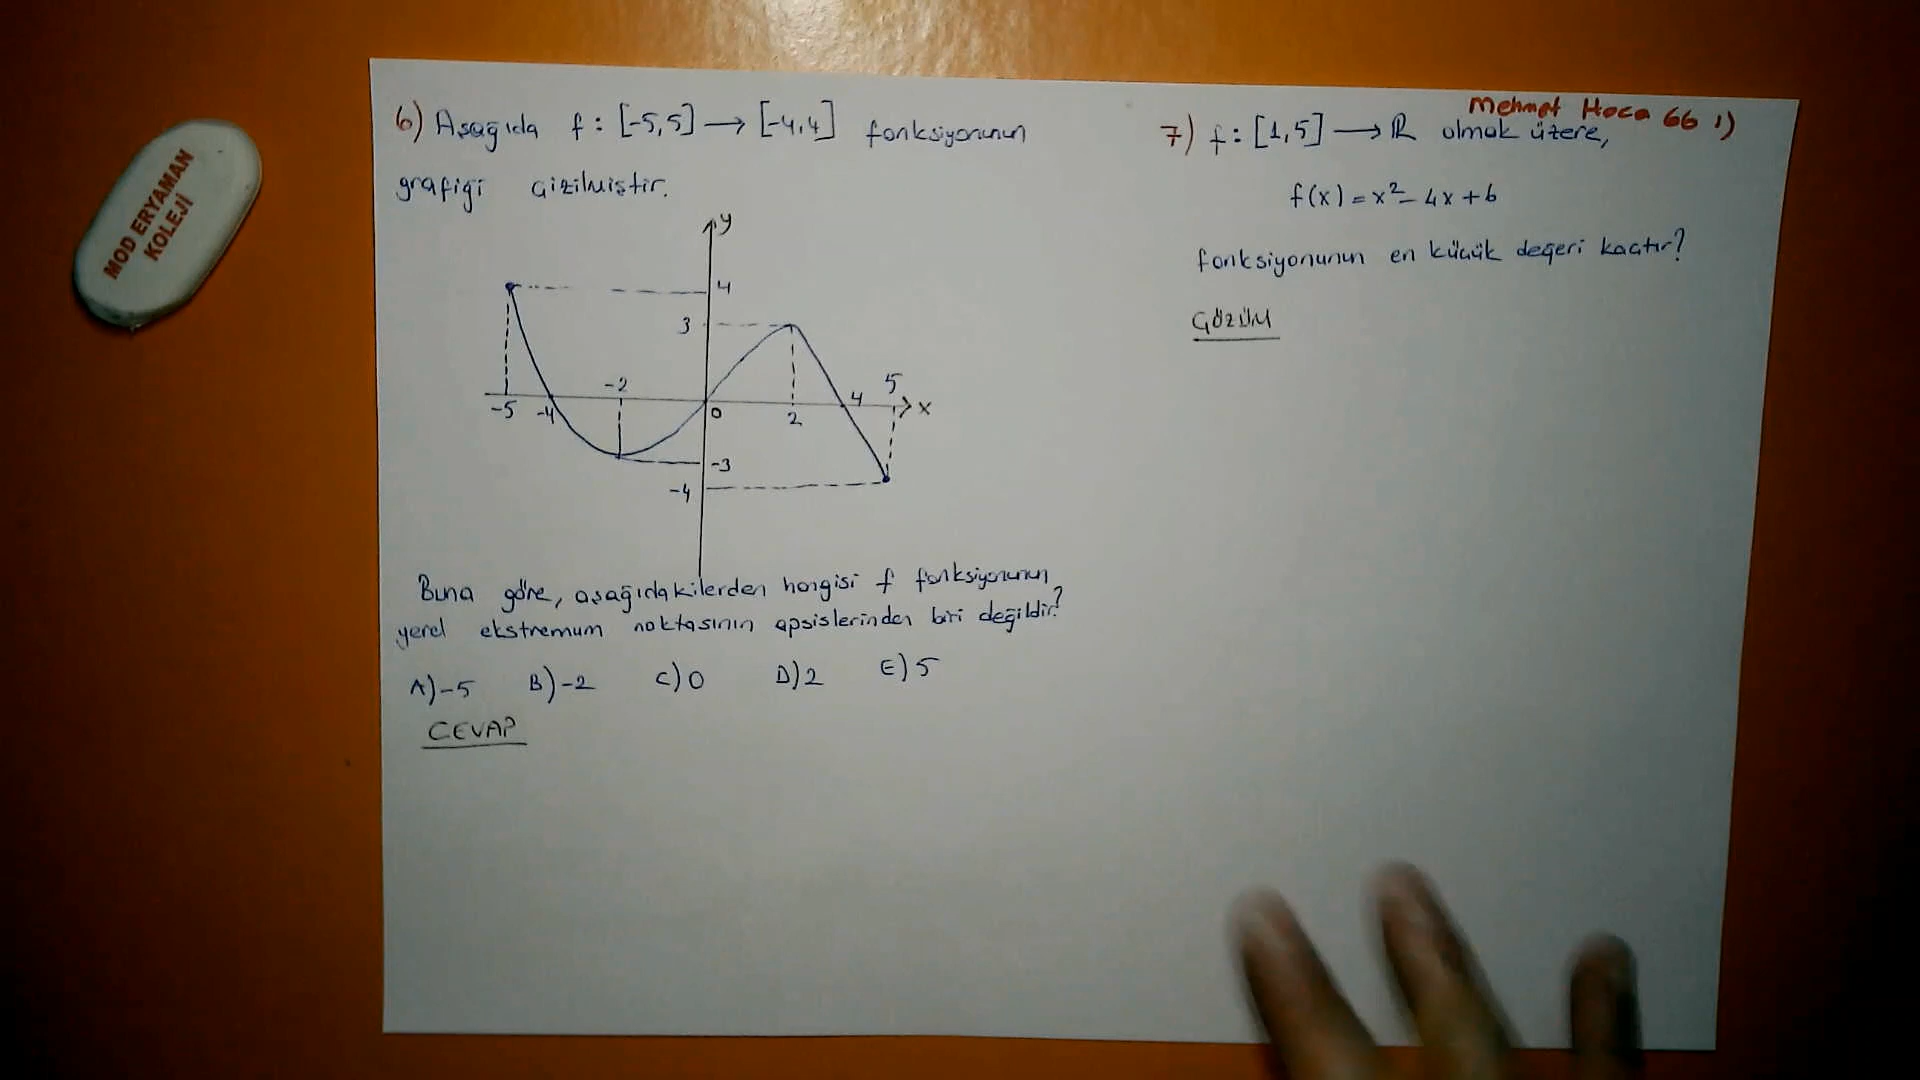 MOD ERYAMAN
KOLEJİ
6) Aşağıda f : [-5,5] → [-4,4] fonksiyonunun
grafiği çizilmiştir.
y
4
3
-2
5
-5
-4
0
2
4
x
-3
-4
Buna göre, aşağıdakilerden hangisi f fonksiyonunun
yerel ekstremum noktasının apsislerinden biri değildir?
A) -5 B) -2 C) 0 D) 2 E) 5
CEVAP
Mehmet Hoca 66 :)
7) f : [1,5] → ℝ olmak üzere,
f(x) = x² - 4x + 6
fonksiyonunun en küçük değeri kaçtır?
ÇÖZÜM